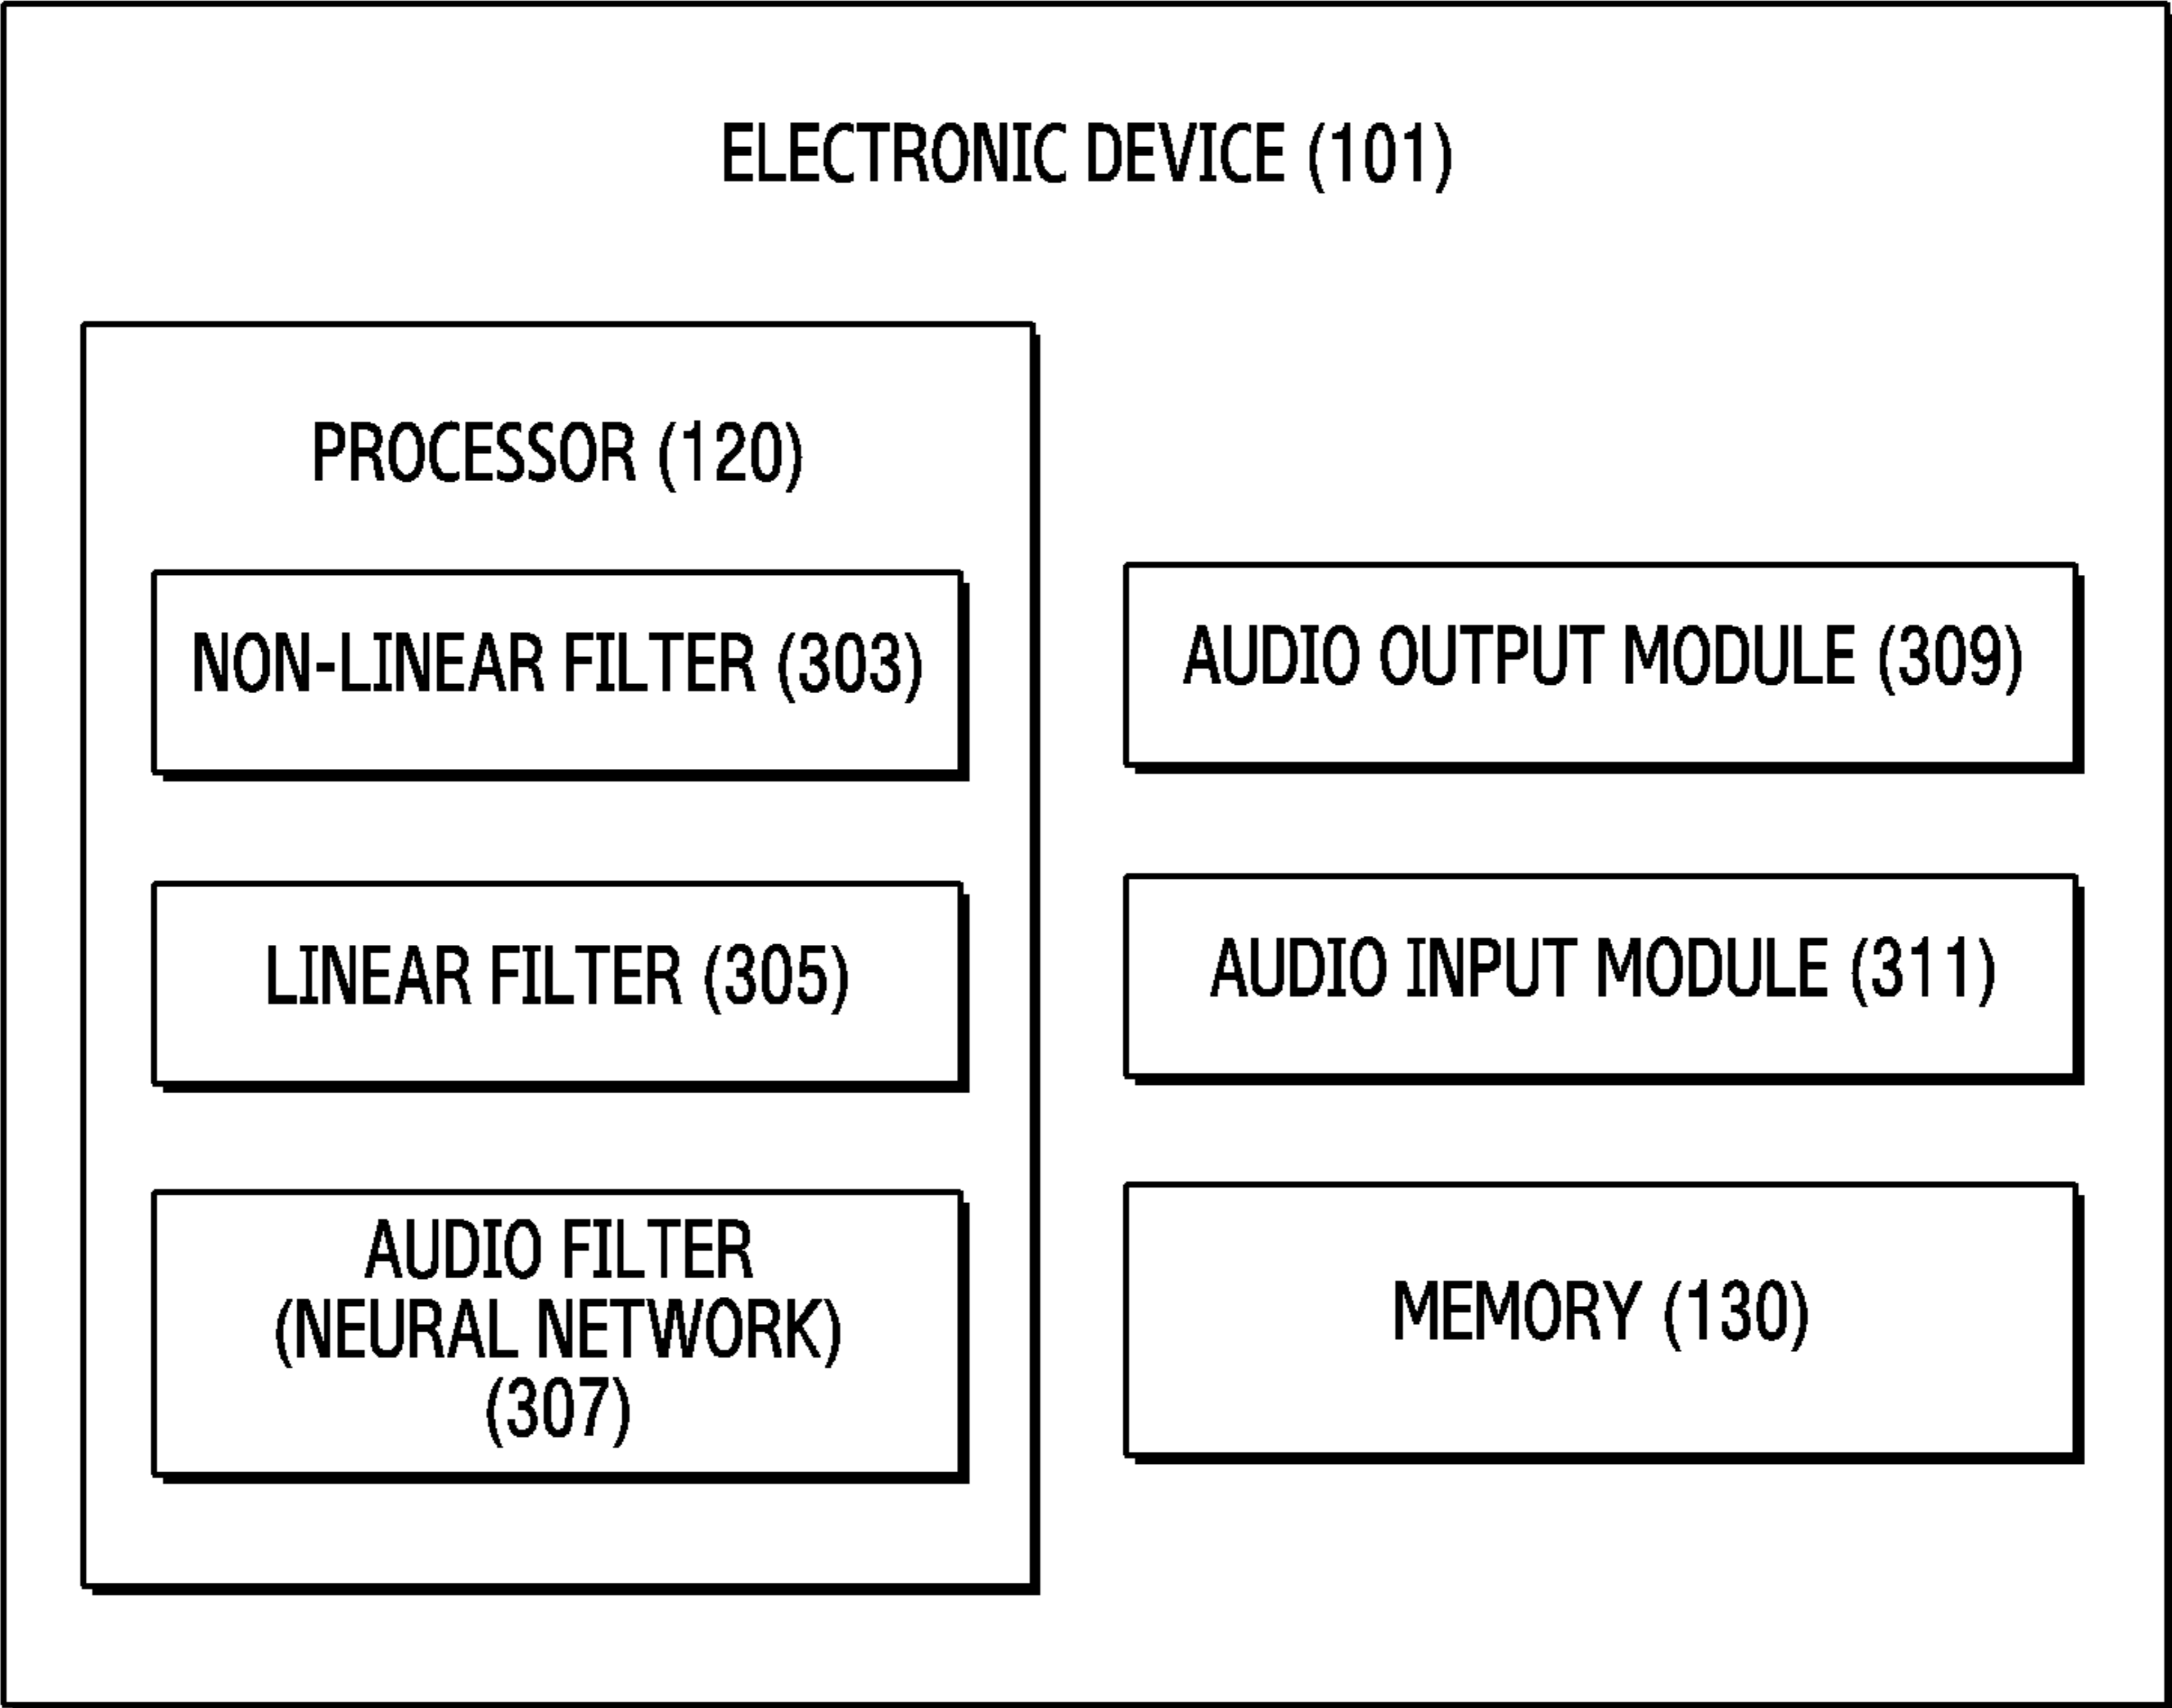 ELECTRONIC DEVICE (101)
PROCESSOR (120)
NON-LINEAR FILTER (303)
LINEAR FILTER (305)
AUDIO FILTER
(NEURAL NETWORK)
(307)
AUDIO OUTPUT MODULE (309)
AUDIO INPUT MODULE (311)
MEMORY (130)